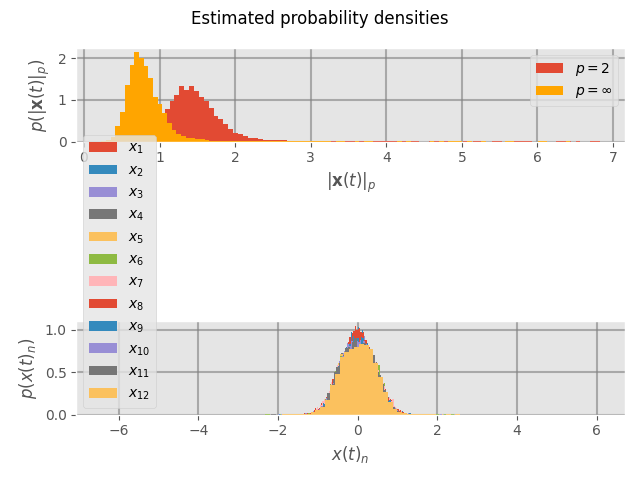 Estimated probability densities
p(|x(t)|_p)
2
1
0
p = 2
p = ∞
0 1 2 3 4 5 6 7
|x(t)|_p
x_1
x_2
x_3
x_4
x_5
x_6
x_7
x_8
x_9
x_10
x_11
x_12
p(x(t)_n)
1.0
0.5
0.0
−6 −4 −2 0 2 4 6
x(t)_n